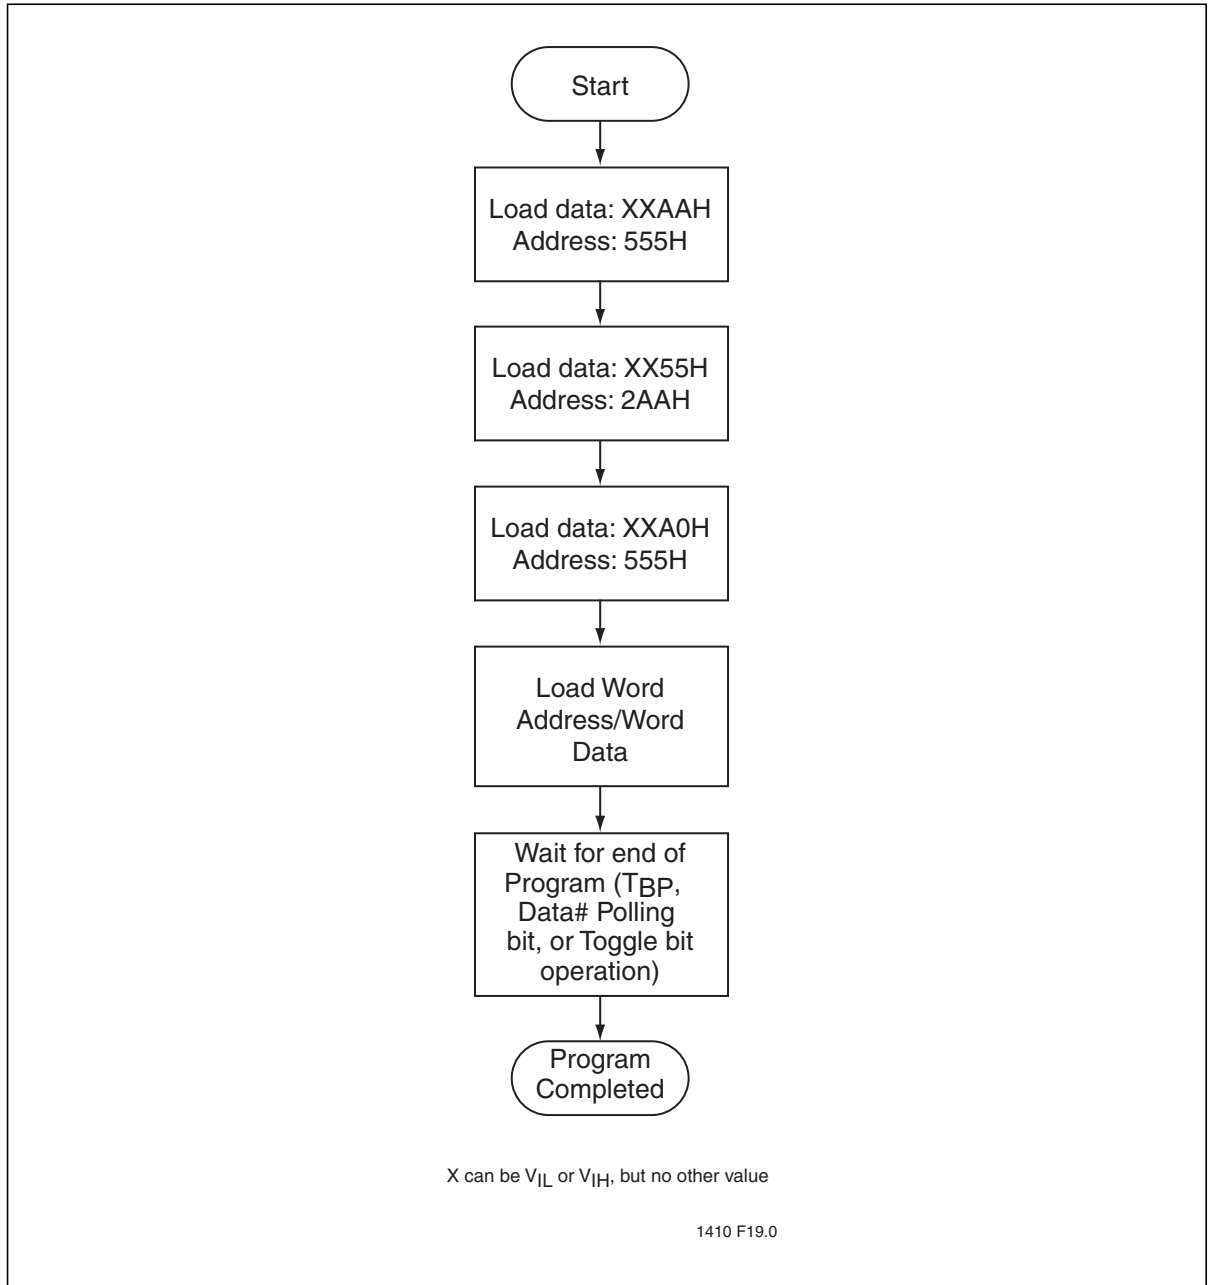 Start
Load data: XXAAH
Address: 555H
Load data: XX55H
Address: 2AAH
Load data: XXA0H
Address: 555H
Load Word
Address/Word
Data
Wait for end of
Program (TBP,
Data# Polling
bit, or Toggle bit
operation)
Program
Completed
X can be VIL or VIH, but no other value
1410 F19.0